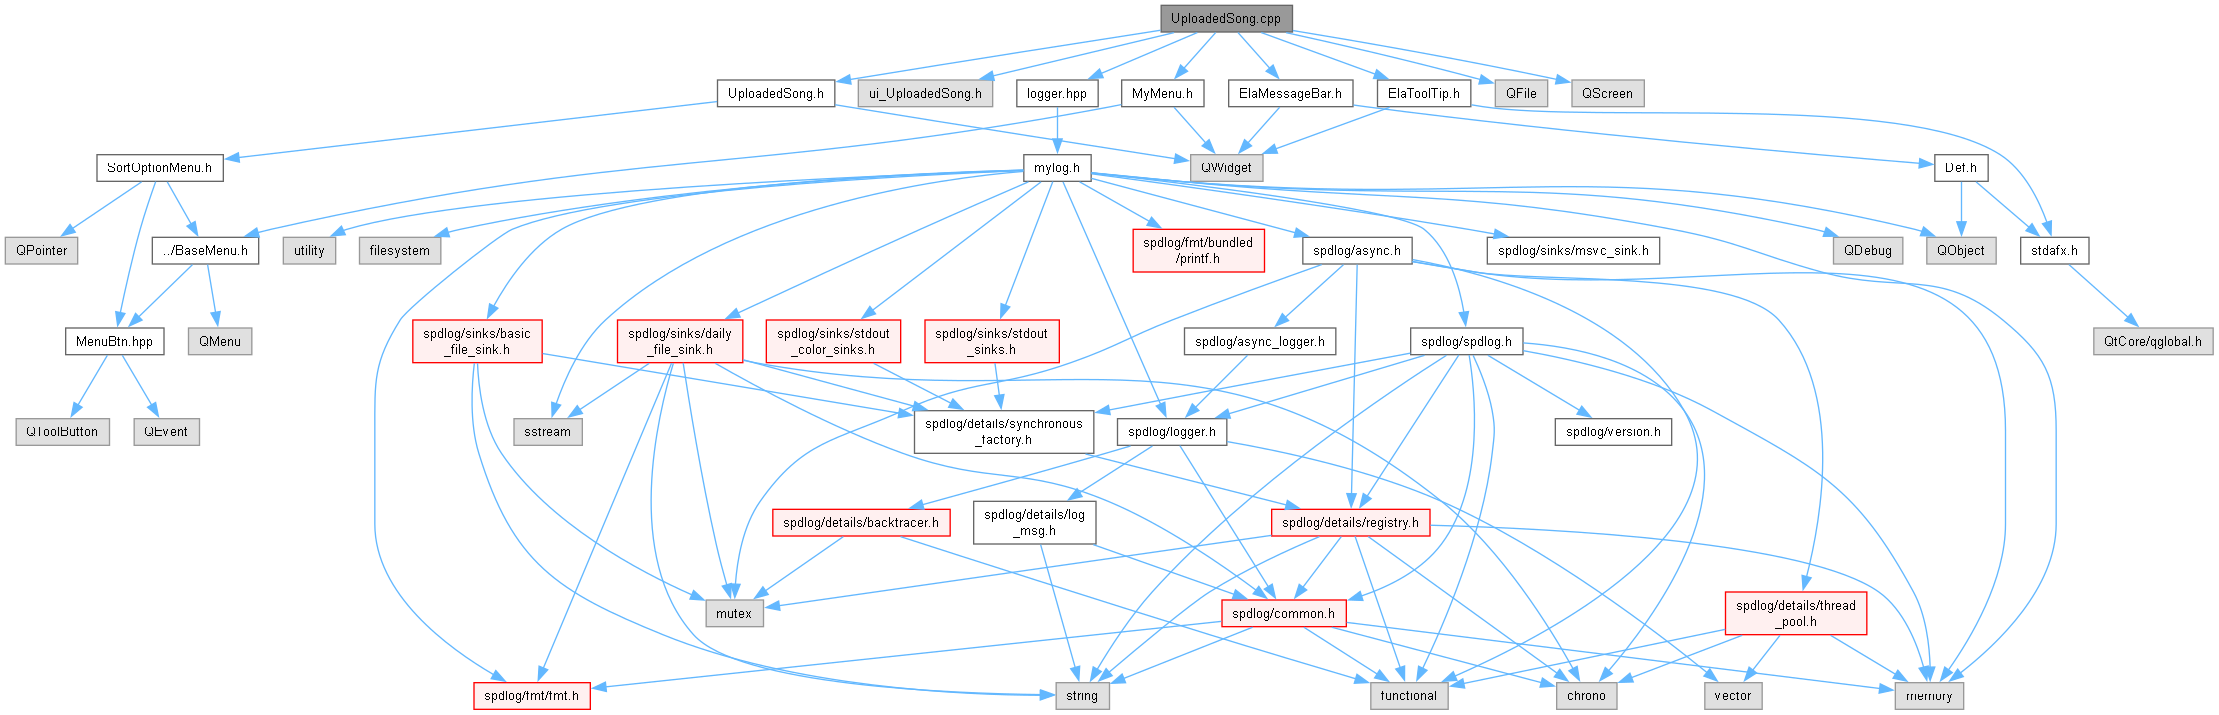 UploadedSong.cpp
UploadedSong.h
ui_UploadedSong.h
logger.hpp
MyMenu.h
ElaMessageBar.h
ElaToolTip.h
QFile
QScreen
SortOptionMenu.h
mylog.h
QWidget
Def.h
QPointer
../BaseMenu.h
utility
filesystem
spdlog/fmt/bundled
/printf.h
spdlog/async.h
spdlog/sinks/msvc_sink.h
QDebug
QObject
stdafx.h
MenuBtn.hpp
QMenu
spdlog/sinks/basic
_file_sink.h
spdlog/sinks/daily
_file_sink.h
spdlog/sinks/stdout
_color_sinks.h
spdlog/sinks/stdout
_sinks.h
spdlog/async_logger.h
spdlog/spdlog.h
QtCore/qglobal.h
QToolButton
QEvent
sstream
spdlog/details/synchronous
_factory.h
spdlog/logger.h
spdlog/version.h
spdlog/details/backtracer.h
spdlog/details/log
_msg.h
spdlog/details/registry.h
mutex
spdlog/common.h
spdlog/details/thread
_pool.h
spdlog/fmt/fmt.h
string
functional
chrono
vector
memory